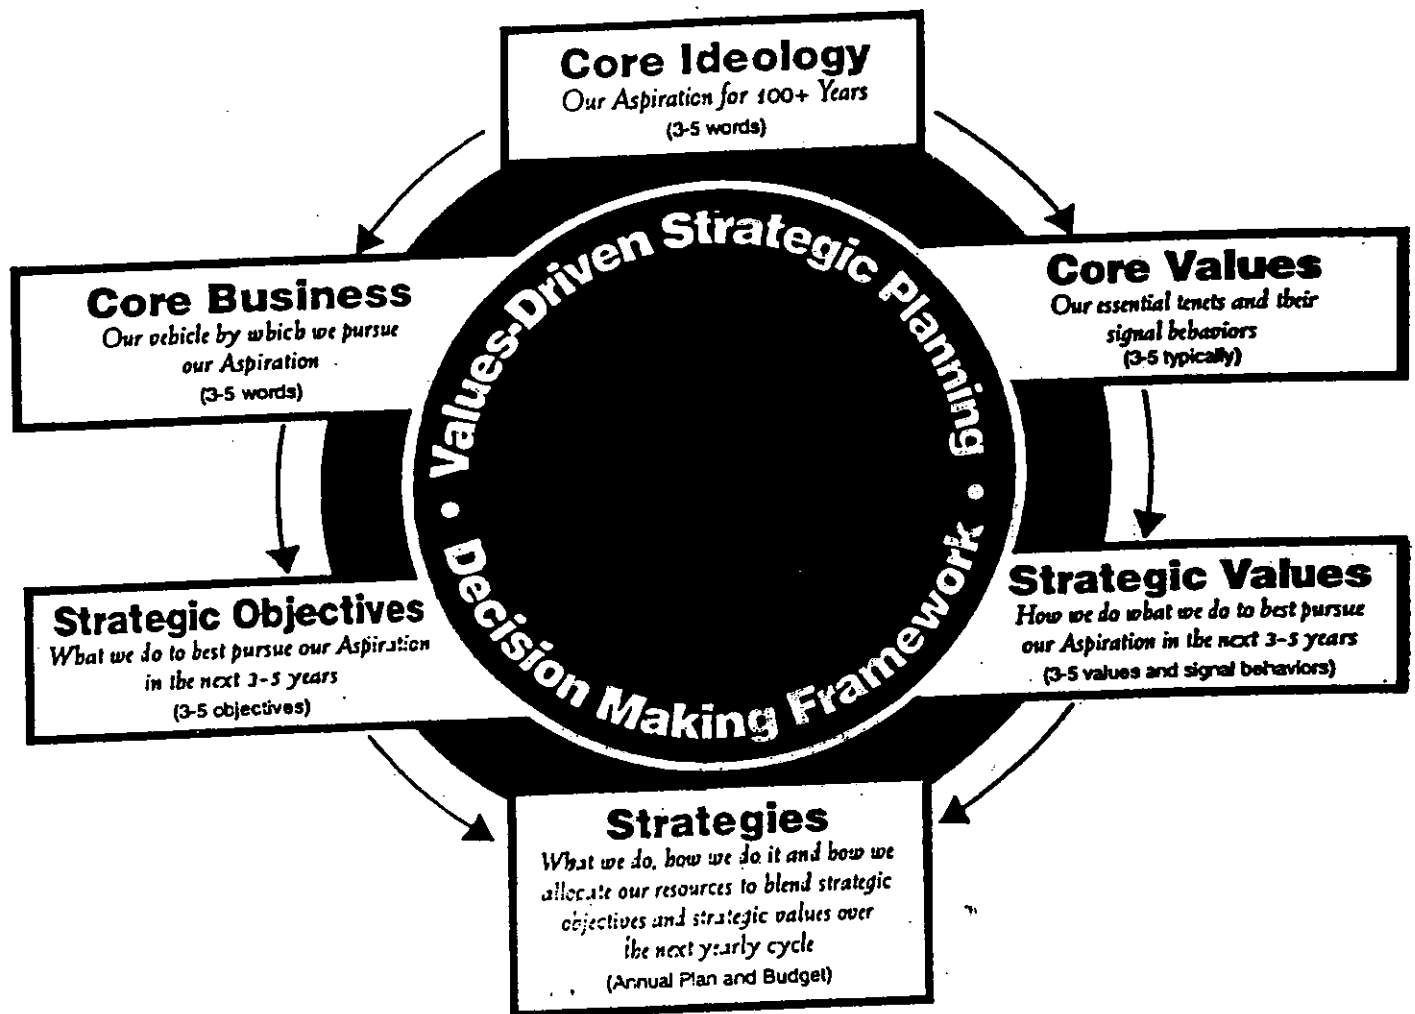 Core Ideology
Our Aspiration for 100+ Years
(3-5 words)
Values-Driven Strategic Planning
• Decision Making Framework •
Core Business
Our vehicle by which we pursue
our Aspiration
(3-5 words)
Core Values
Our essential tenets and their
signal behaviors
(3-5 typically)
Strategic Objectives
What we do to best pursue our Aspiration
in the next 3-5 years
(3-5 objectives)
Strategic Values
How we do what we do to best pursue
our Aspiration in the next 3-5 years
(3-5 values and signal behaviors)
Strategies
What we do, how we do it and how we
allocate our resources to blend strategic
objectives and strategic values over
the next yearly cycle
(Annual Plan and Budget)